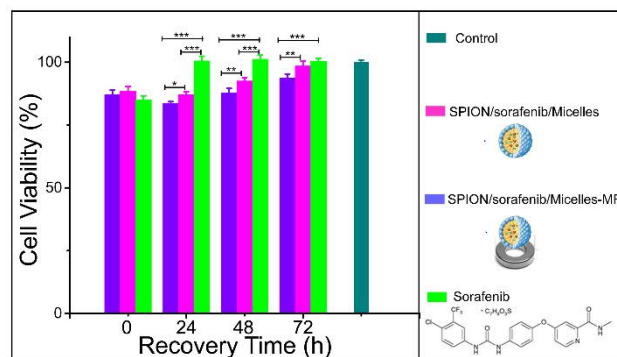 Cell Viability (%)
100
50
0
*** *** ***
*** ***
* ** **
0 24 48 72
Recovery Time (h)
Control
SPION/sorafenib/Micelles
SPION/sorafenib/Micelles-MF
Sorafenib
CF₃
Cl
· C₇H₈O₃S
O
N
H
N
H
O
N
O
N
H